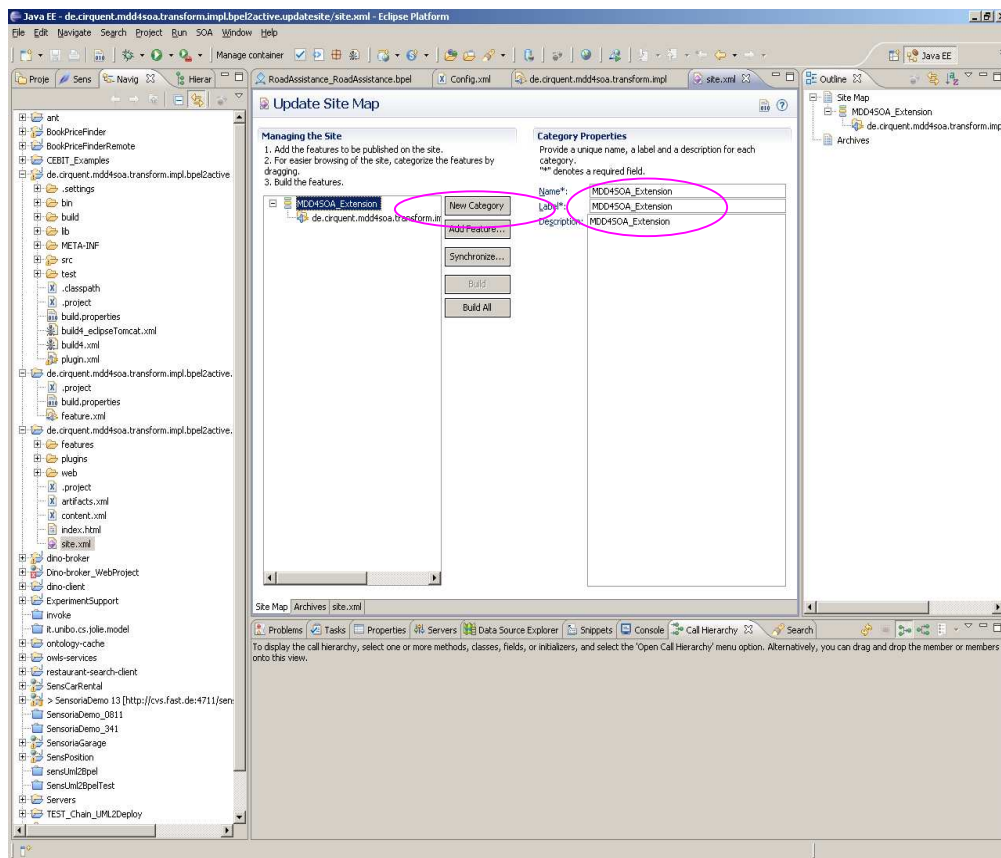 Java EE - de.cirquent.mdd4soa.transform.impl.bpel2active.updatesite/site.xml - Eclipse Platform
File Edit Navigate Search Project Run SOA Window Help
Manage container
Java EE
Proje Sens Navig Hierar
RoadAssistance_RoadAssistance.bpel Config.xml de.cirquent.mdd4soa.transform.impl site.xml
Outline
ant
BookPriceFinder
BookPriceFinderRemote
CEBIT_Examples
de.cirquent.mdd4soa.transform.impl.bpel2active
.settings
bin
build
lib
META-INF
src
test
.classpath
.project
build.properties
build4_eclipseTomcat.xml
build4.xml
plugin.xml
de.cirquent.mdd4soa.transform.impl.bpel2active.
.project
build.properties
feature.xml
de.cirquent.mdd4soa.transform.impl.bpel2active.
features
plugins
web
.project
artifacts.xml
content.xml
index.html
site.xml
dino-broker
Dino-broker_WebProject
dino-client
ExperimentSupport
invoke
it.unibo.cs.jolie.model
ontology-cache
owls-services
restaurant-search-client
SensCarRental
> SensoriaDemo 13 [http://cvs.fast.de:4711/sens
SensoriaDemo_0811
SensoriaDemo_341
SensoriaGarage
SensPosition
sensUml2Bpel
SensUml2BpelTest
Servers
TEST_Chain_UML2Deploy
Update Site Map
Managing the Site
1. Add the features to be published on the site.
2. For easier browsing of the site, categorize the features by
dragging.
3. Build the features.
MDD4SOA_Extension
de.cirquent.mdd4soa.transform.im
New Category
Add Feature...
Synchronize...
Build
Build All
Category Properties
Provide a unique name, a label and a description for each
category.
"*" denotes a required field.
Name*: MDD4SOA_Extension
Label*: MDD4SOA_Extension
Description: MDD4SOA_Extension
Site Map Archives site.xml
Site Map
MDD4SOA_Extension
de.cirquent.mdd4soa.transform.imp
Archives
Problems Tasks Properties Servers Data Source Explorer Snippets Console Call Hierarchy Search
To display the call hierarchy, select one or more methods, classes, fields, or initializers, and select the 'Open Call Hierarchy' menu option. Alternatively, you can drag and drop the member or members
onto this view.